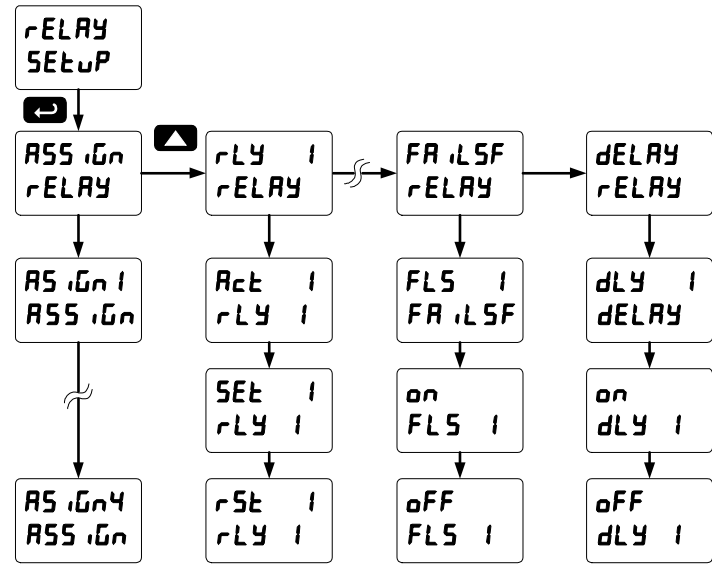 rELAY
SEtuP
ASSiGn
rELAY
rLY 1
rELAY
FAiLSF
rELAY
dELAY
rELAY
ASiGn1
ASSiGn
Act 1
rLY 1
FLS 1
FAiLSF
dLY 1
dELAY
SEt 1
rLY 1
on
FLS 1
on
dLY 1
ASiGn4
ASSiGn
rSt 1
rLY 1
oFF
FLS 1
oFF
dLY 1